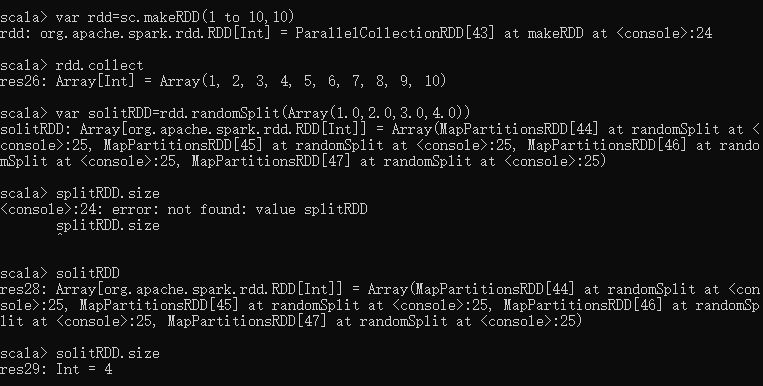 scala> var rdd=sc.makeRDD(1 to 10,10)
rdd: org.apache.spark.rdd.RDD[Int] = ParallelCollectionRDD[43] at makeRDD at <console>:24
scala> rdd.collect
res26: Array[Int] = Array(1, 2, 3, 4, 5, 6, 7, 8, 9, 10)
scala> var solitRDD=rdd.randomSplit(Array(1.0,2.0,3.0,4.0))
solitRDD: Array[org.apache.spark.rdd.RDD[Int]] = Array(MapPartitionsRDD[44] at randomSplit at <
console>:25, MapPartitionsRDD[45] at randomSplit at <console>:25, MapPartitionsRDD[46] at rando
mSplit at <console>:25, MapPartitionsRDD[47] at randomSplit at <console>:25)
scala> splitRDD.size
<console>:24: error: not found: value splitRDD
       splitRDD.size
       ^
scala> solitRDD
res28: Array[org.apache.spark.rdd.RDD[Int]] = Array(MapPartitionsRDD[44] at randomSplit at <con
sole>:25, MapPartitionsRDD[45] at randomSplit at <console>:25, MapPartitionsRDD[46] at randomSp
lit at <console>:25, MapPartitionsRDD[47] at randomSplit at <console>:25)
scala> solitRDD.size
res29: Int = 4